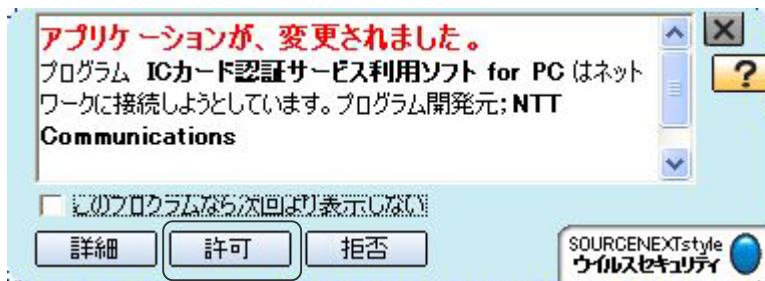 アプリケーションが、変更されました。
プログラム ICカード認証サービス利用ソフト for PC はネット
ワークに接続しようとしています。プログラム開発元; NTT
Communications
?
このプログラムなら次回より表示しない
詳細 許可 拒否
SOURCENEXTstyle
ウイルスセキュリティ